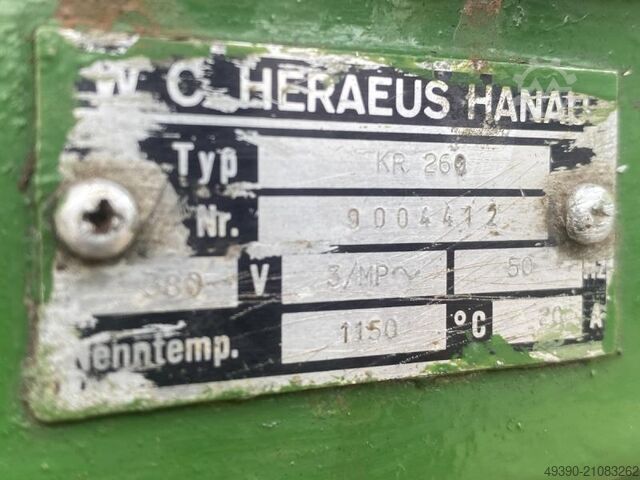 W C HERAEUS HANAU
Typ KR 260
Nr. 9004412
380 V 3/MP~ 50
Nenntemp. 1150 °C 20 A
49390-21083262